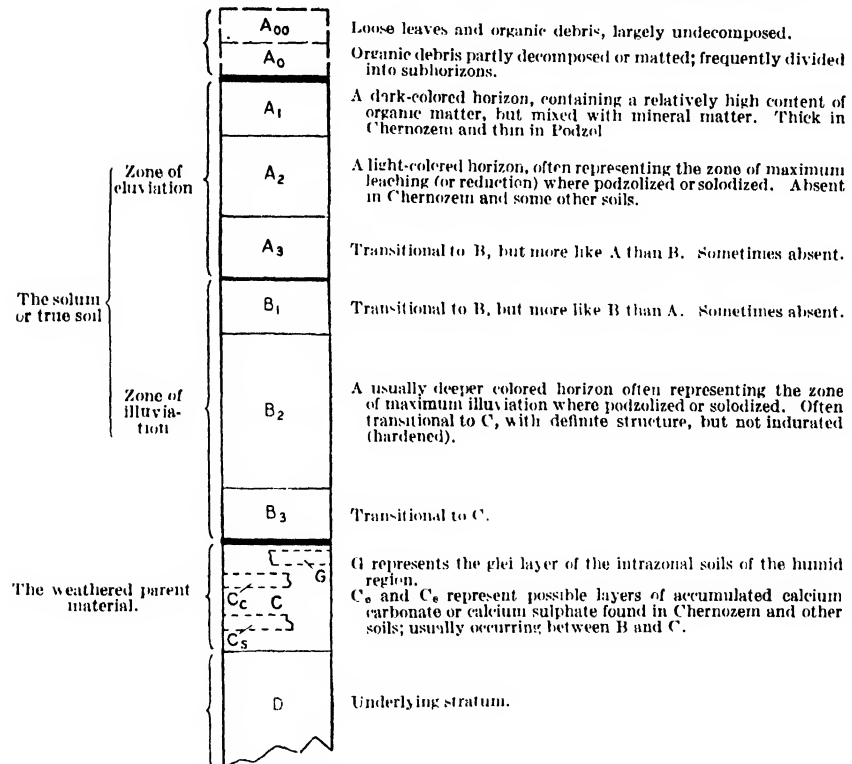 A₀₀ Loose leaves and organic debris, largely undecomposed.
A₀ Organic debris partly decomposed or matted; frequently divided
into subhorizons.
A₁ A dark-colored horizon, containing a relatively high content of
organic matter, but mixed with mineral matter. Thick in
Chernozem and thin in Podzol
Zone of
eluviation
A₂ A light-colored horizon, often representing the zone of maximum
leaching (or reduction) where podzolized or solodized. Absent
in Chernozem and some other soils.
A₃ Transitional to B, but more like A than B. Sometimes absent.
The solum
or true soil
B₁ Transitional to B, but more like B than A. Sometimes absent.
Zone of
illuvia-
tion
B₂ A usually deeper colored horizon often representing the zone
of maximum illuviation where podzolized or solodized. Often
transitional to C, with definite structure, but not indurated
(hardened).
B₃ Transitional to C.
The weathered parent
material.
G
C_c C
C_s
G represents the glei layer of the intrazonal soils of the humid
region.
and represent possible layers of accumulated calcium
carbonate or calcium sulphate found in Chernozem and other
soils; usually occurring between B and C.
D Underlying stratum.